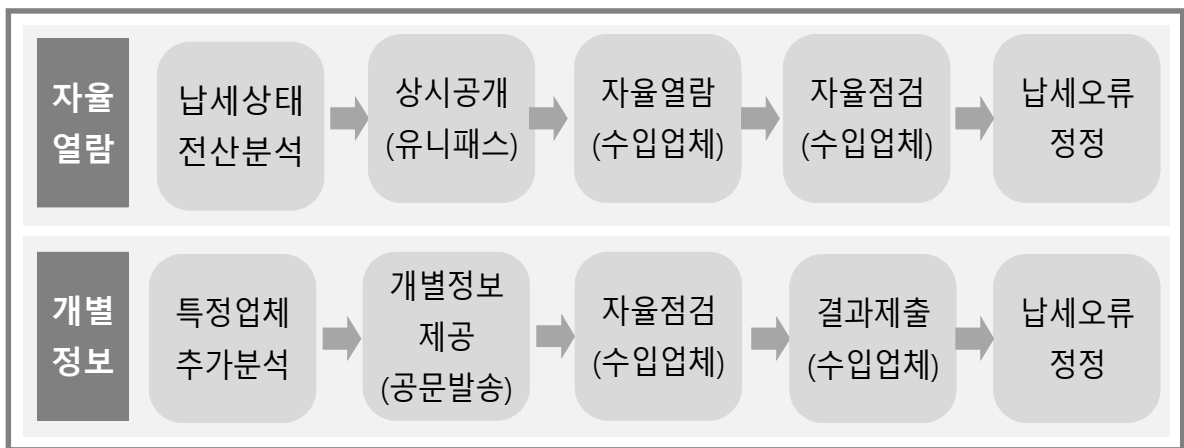 자율
열람
납세상태
전산분석
상시공개
(유니패스)
자율열람
(수입업체)
자율점검
(수입업체)
납세오류
정정
개별
정보
특정업체
추가분석
개별정보
제공
(공문발송)
자율점검
(수입업체)
결과제출
(수입업체)
납세오류
정정